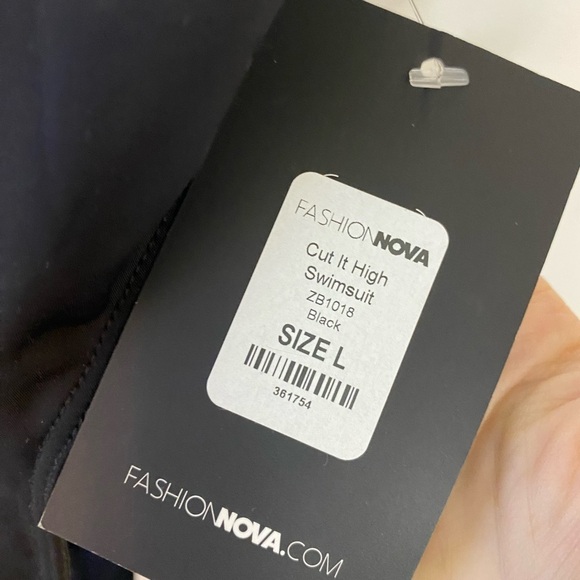 FASHIONNOVA
Cut It High
Swimsuit
ZB1018
Black
SIZE L
361754
FASHIONNOVA.COM